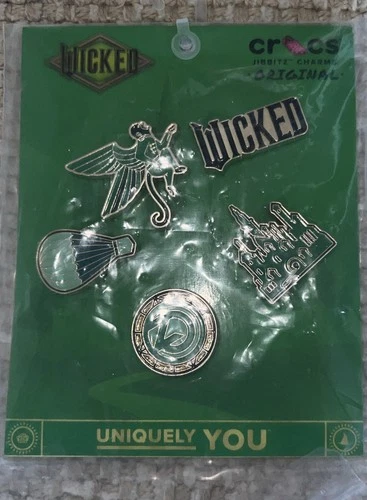 WICKED
crocs
JIBBITZ™ CHARMS
·ORIGINAL·
WICKED
UNIQUELY YOU